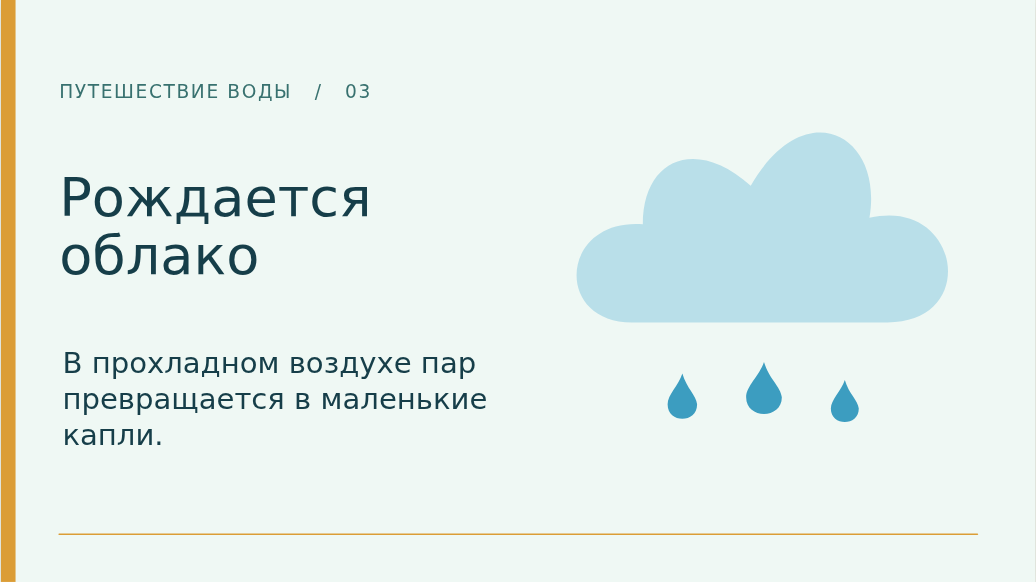 ПУТЕШЕСТВИЕ ВОДЫ / 03
Рождается
облако
В прохладном воздухе пар
превращается в маленькие
капли.